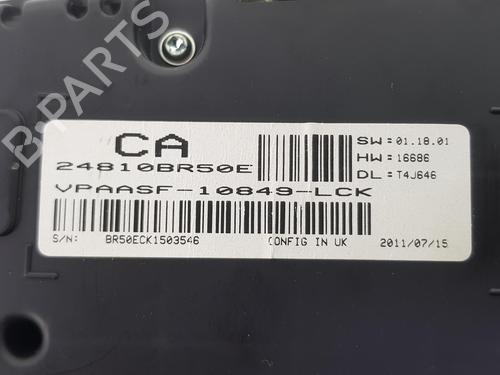 B-PARTS
CA
24810BR50E
VPAASF-10849-LCK
SW:01.18.01
HW:16686
DL:T4J646
S/N: BR50ECK1503546 CONFIG IN UK 2011/07/15